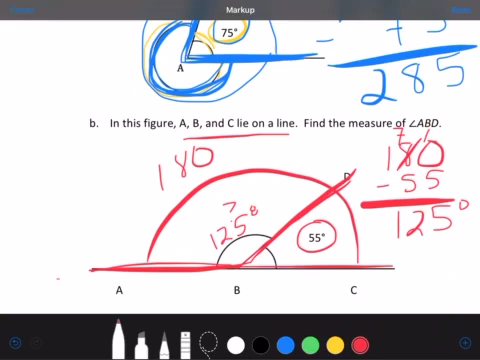 Markup
75°
- 75
A
285
b. In this figure, A, B, and C lie on a line. Find the measure of ∠ABD.
180
180
- 55
125°
125°
55°
A B C